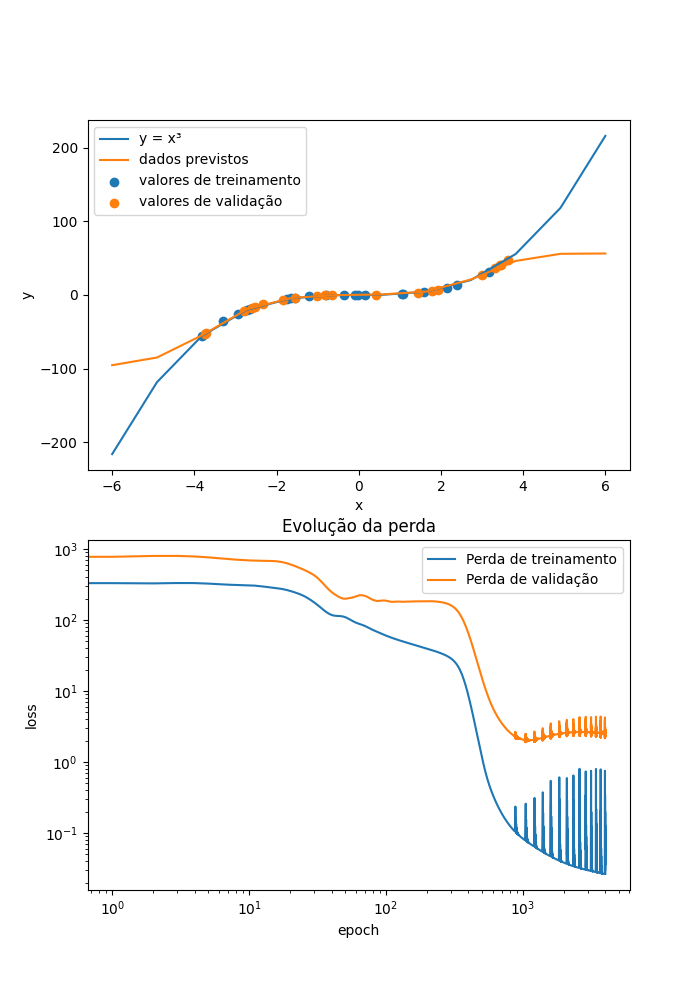 y = x³
dados previstos
valores de treinamento
valores de validação
200
100
0
−100
−200
y
−6 −4 −2 0 2 4 6
x
Evolução da perda
Perda de treinamento
Perda de validação
10³
10²
10¹
10⁰
10⁻¹
loss
10⁰ 10¹ 10² 10³
epoch